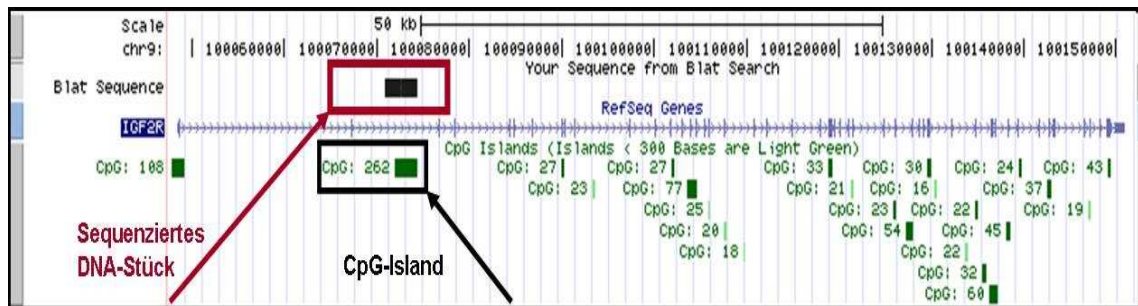 Scale 50 kb
chr9: 100060000 100070000 100080000 100090000 100100000 100110000 100120000 100130000 100140000 100150000
Your Sequence from Blat Search
Blat Sequence
RefSeq Genes
IGF2R
CpG Islands (Islands < 300 Bases are Light Green)
CpG: 108 CpG: 262 CpG: 27 CpG: 27 CpG: 33 CpG: 30 CpG: 24 CpG: 43
CpG: 23 CpG: 77 CpG: 21 CpG: 16 CpG: 37
CpG: 25 CpG: 23 CpG: 22 CpG: 19
CpG: 20 CpG: 54 CpG: 45
CpG: 18 CpG: 22
CpG: 32
CpG: 60
Sequenziertes
DNA-Stück
CpG-Island